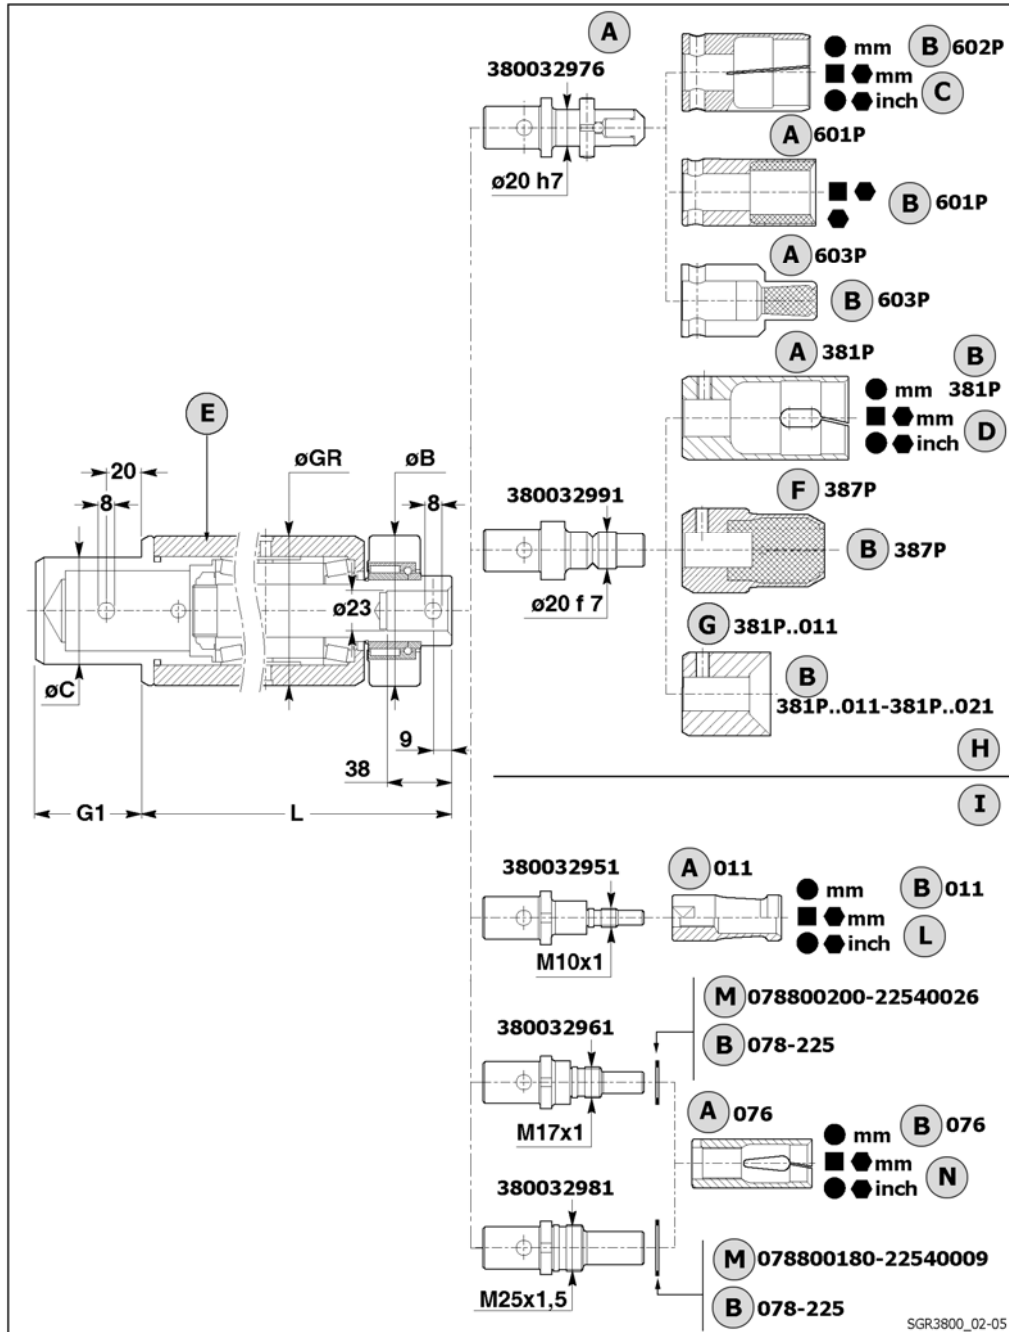 A
380032976
ø20 h7
mm
B 602P
mm
inch
C
A 601P
B 601P
A 603P
B 603P
A 381P
B
mm
381P
mm
D
inch
E
20
8
øGR
øB
8
380032991
ø20 f 7
F 387P
B 387P
ø23
øC
G 381P..011
B
381P..011-381P..021
9
38
G1
L
H
I
380032951
M10x1
A 011
mm
B 011
mm
inch
L
M 078800200-22540026
B 078-225
380032961
M17x1
A 076
mm
B 076
mm
inch
N
380032981
M25x1,5
M 078800180-22540009
B 078-225
SGR3800_02-05